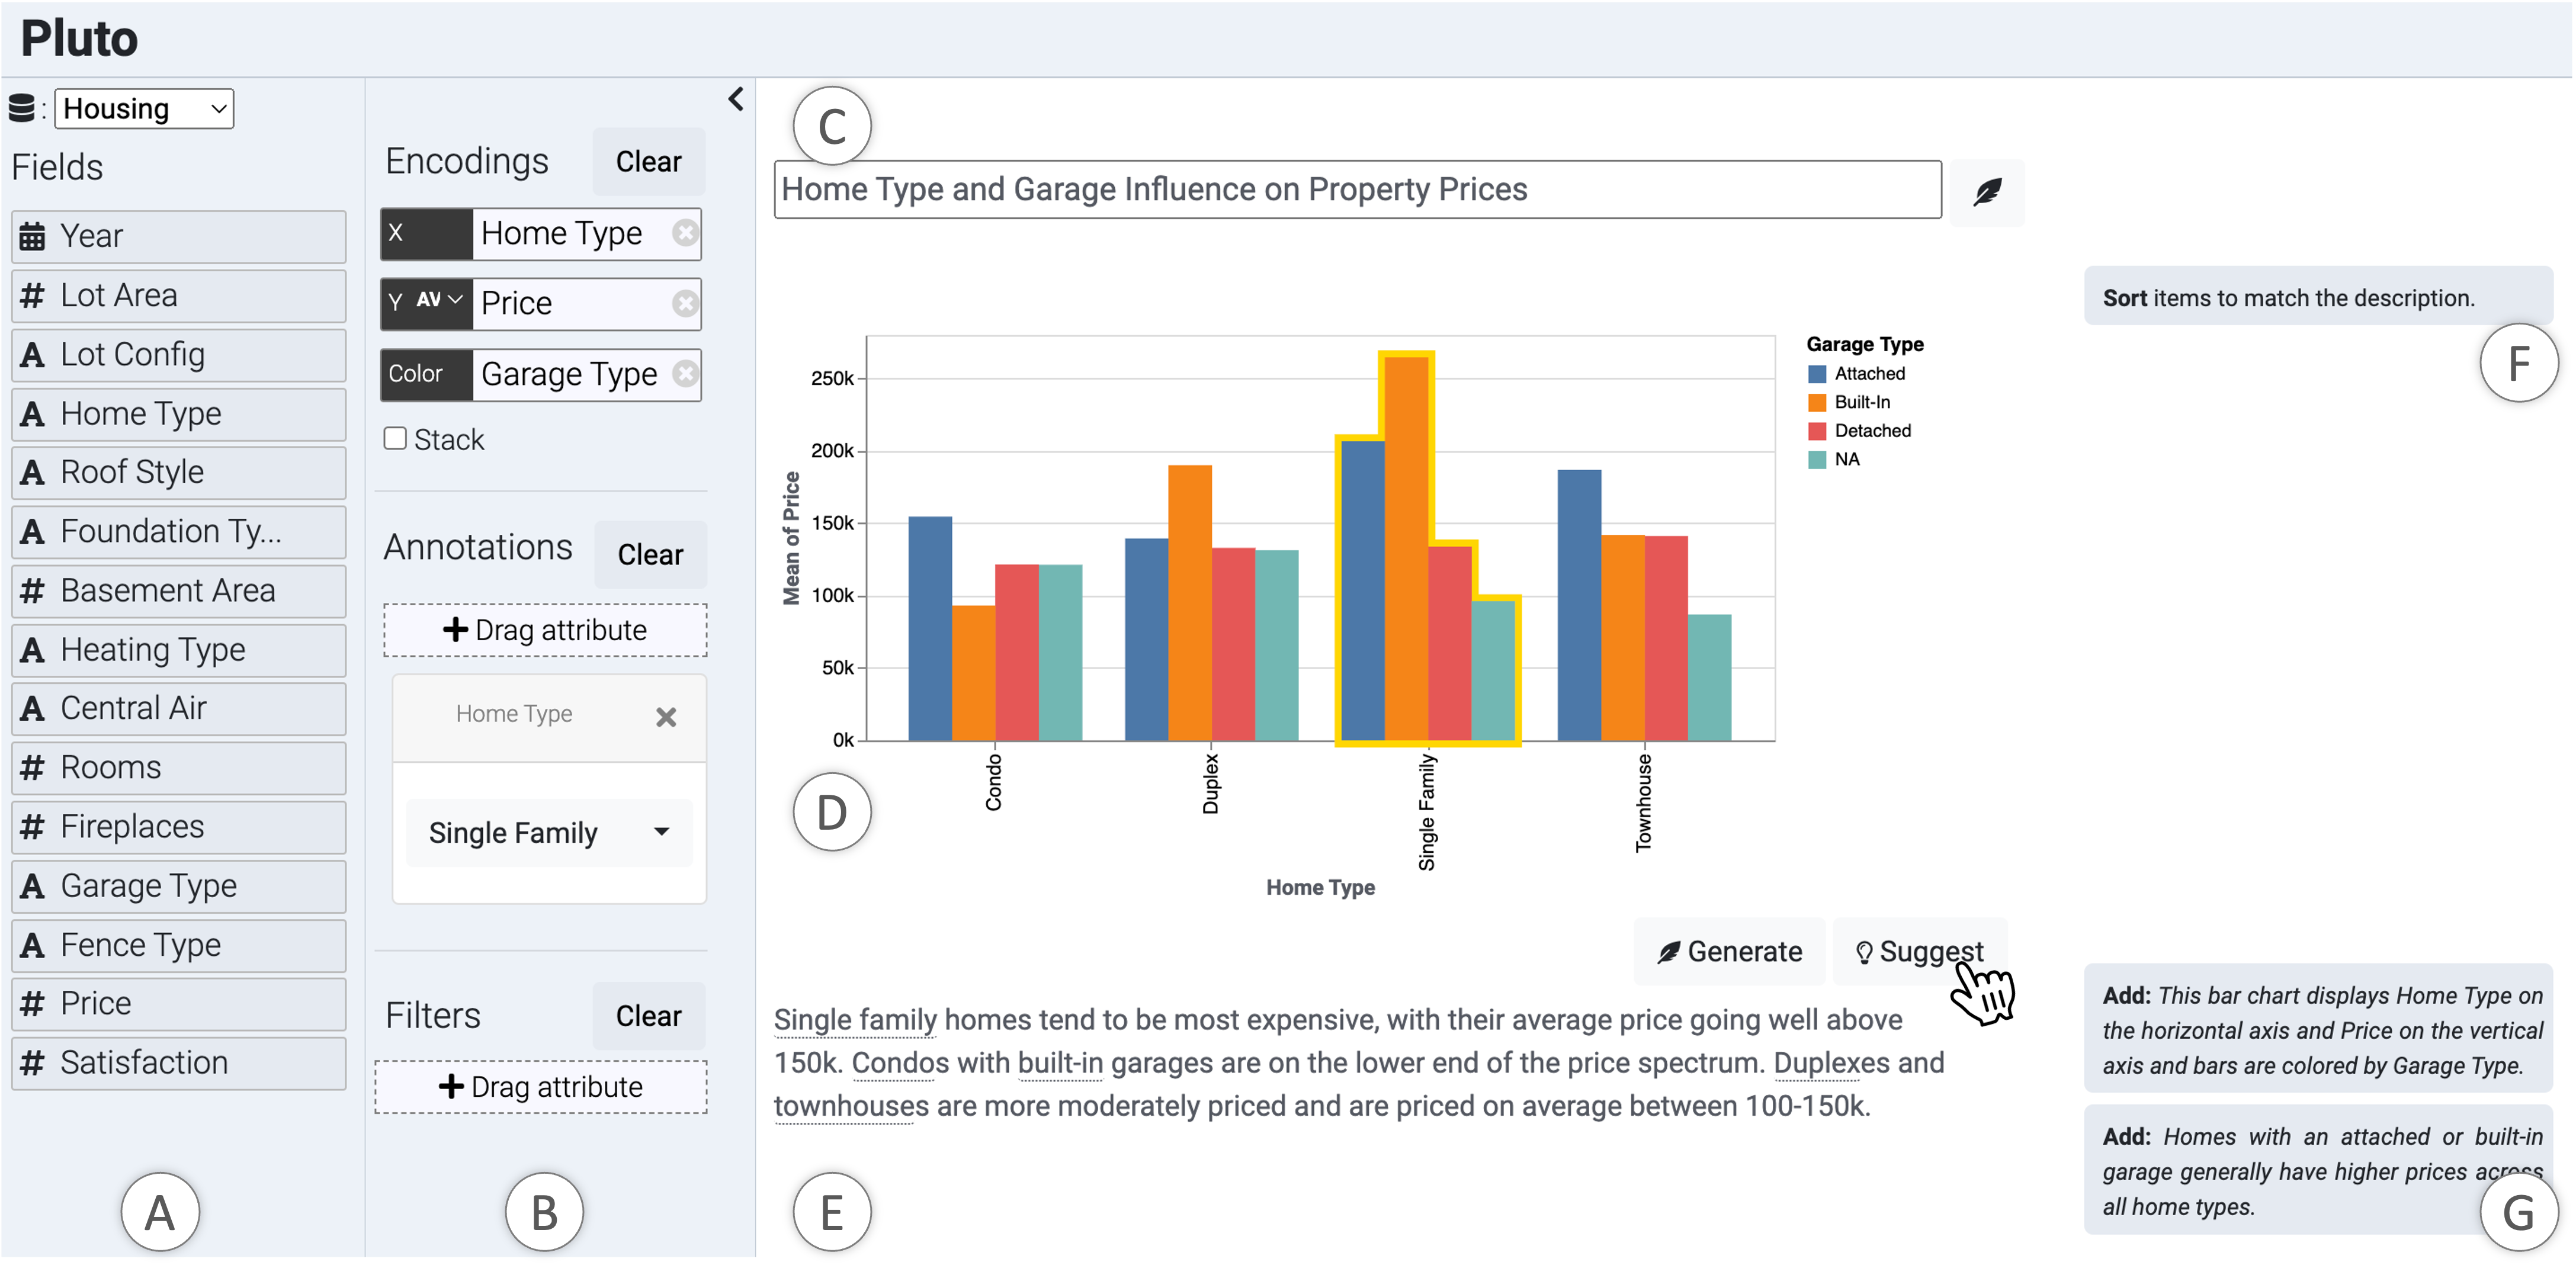 Pluto
: Housing
Fields
Year
# Lot Area
A Lot Config
A Home Type
A Roof Style
A Foundation Ty...
# Basement Area
A Heating Type
A Central Air
# Rooms
# Fireplaces
A Garage Type
A Fence Type
# Price
# Satisfaction
A
Encodings
Clear
X Home Type
Y AV Price
Color Garage Type
Stack
Annotations
Clear
+ Drag attribute
Home Type
Single Family
Filters
Clear
+ Drag attribute
B
C
Home Type and Garage Influence on Property Prices
Mean of Price
250k
200k
150k
100k
50k
0k
Condo
Duplex
Single Family
Townhouse
Home Type
Garage Type
Attached
Built-In
Detached
NA
D
Generate
Suggest
Single family homes tend to be most expensive, with their average price going well above
150k. Condos with built-in garages are on the lower end of the price spectrum. Duplexes and
townhouses are more moderately priced and are priced on average between 100-150k.
E
Sort items to match the description.
F
Add: This bar chart displays Home Type on
the horizontal axis and Price on the vertical
axis and bars are colored by Garage Type.
Add: Homes with an attached or built-in
garage generally have higher prices across
all home types.
G